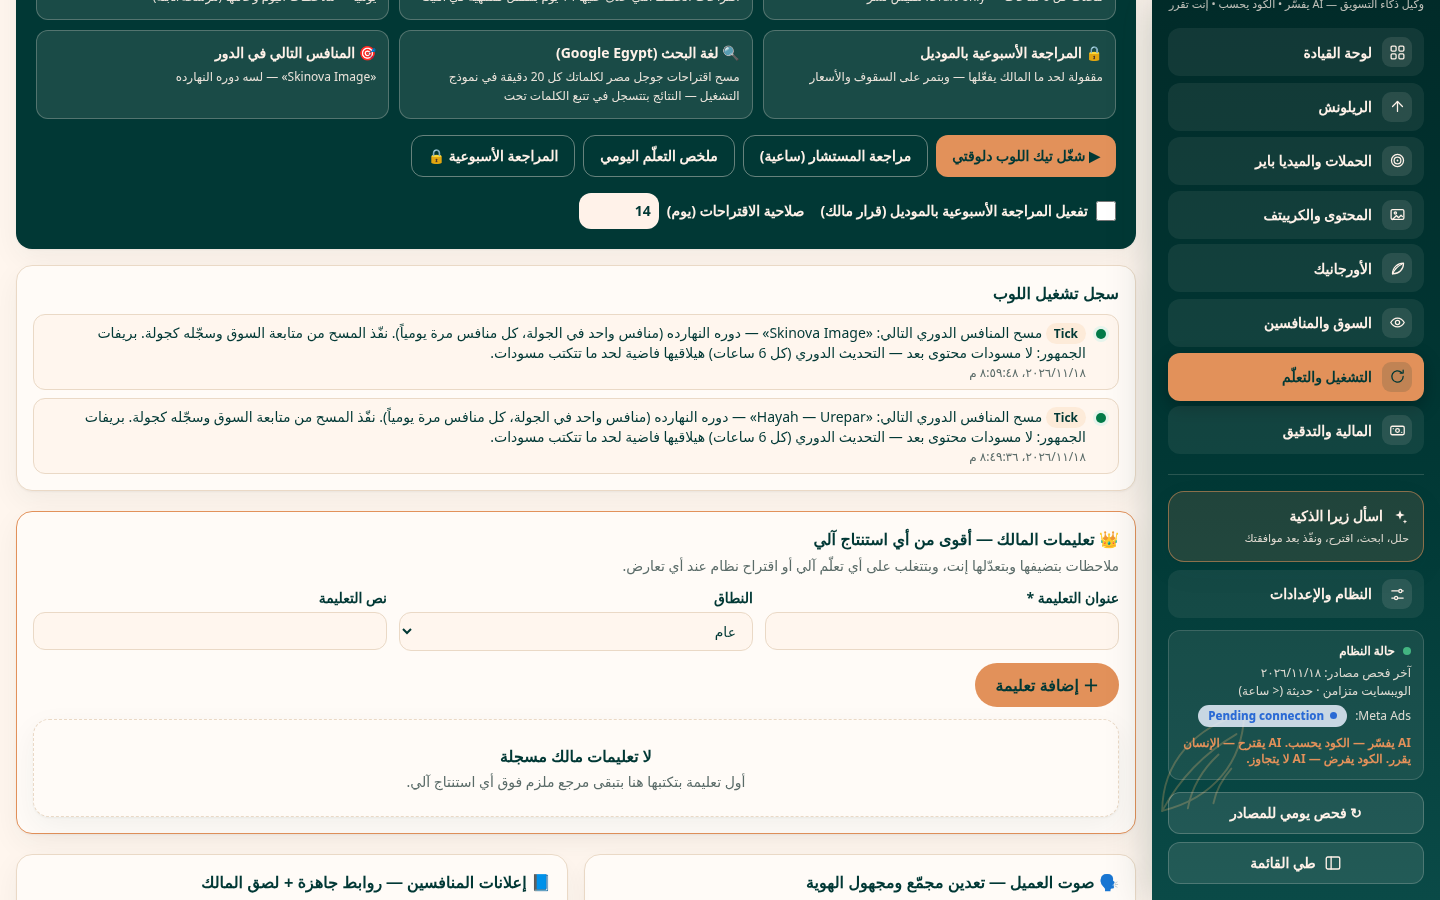 وكيل ذكاء التسويق — AI يفسّر • الكود يحسب • إنت تقرر
لوحة القيادة
الريلونش
الحملات والميديا باير
المحتوى والكرييتف
الأورجانيك
السوق والمنافسين
التشغيل والتعلّم
المالية والتدقيق
اسأل زيرا الذكية
حلل، ابحث، اقترح، ونفّذ بعد موافقتك
النظام والإعدادات
حالة النظام
آخر فحص مصادر: ٢٠٢٦/١١/١٨
الويبسايت متزامن · حديثة (< ساعة)
Meta Ads: Pending connection
AI يفسّر — الكود يحسب. AI يقترح — الإنسان
يقرر. الكود يفرض — AI لا يتجاوز.
↻ فحص يومي للمصادر
طي القائمة
🔒 المراجعة الأسبوعية بالموديل
مقفولة لحد ما المالك يفعّلها — وبتمر على السقوف والأسعار
🔍 لغة البحث (Google Egypt)
مسح اقتراحات جوجل مصر لكلماتك كل 20 دقيقة في نموذج
التشغيل — النتائج بتتسجل في تتبع الكلمات تحت
🎯 المنافس التالي في الدور
«Skinova Image» — لسه دوره النهارده
▶ شغّل تيك اللوب دلوقتي
مراجعة المستشار (ساعية)
ملخص التعلّم اليومي
المراجعة الأسبوعية 🔒
تفعيل المراجعة الأسبوعية بالموديل (قرار مالك)
صلاحية الاقتراحات (يوم) 14
سجل تشغيل اللوب
Tick مسح المنافس الدوري التالي: «Skinova Image» — دوره النهارده (منافس واحد في الجولة، كل منافس مرة يومياً). نفّذ المسح من متابعة السوق وسجّله كجولة. بريفات
الجمهور: لا مسودات محتوى بعد — التحديث الدوري (كل 6 ساعات) هيلاقيها فاضية لحد ما تتكتب مسودات.
٢٠٢٦/١١/١٨، ٨:٥٩:٤٨ م
Tick مسح المنافس الدوري التالي: «Hayah — Urepar» — دوره النهارده (منافس واحد في الجولة، كل منافس مرة يومياً). نفّذ المسح من متابعة السوق وسجّله كجولة. بريفات
الجمهور: لا مسودات محتوى بعد — التحديث الدوري (كل 6 ساعات) هيلاقيها فاضية لحد ما تتكتب مسودات.
٢٠٢٦/١١/١٨، ٨:٤٩:٣٦ م
👑 تعليمات المالك — أقوى من أي استنتاج آلي
ملاحظات بتضيفها وبتعدّلها إنت، وبتتغلب على أي تعلّم آلي أو اقتراح نظام عند أي تعارض.
عنوان التعليمة *
النطاق
نص التعليمة
عام
+ إضافة تعليمة
لا تعليمات مالك مسجلة
أول تعليمة بتكتبها هنا بتبقى مرجع ملزم فوق أي استنتاج آلي.
🗣️ صوت العميل — تعدين مجمّع ومجهول الهوية
📘 إعلانات المنافسين — روابط جاهزة + لصق المالك